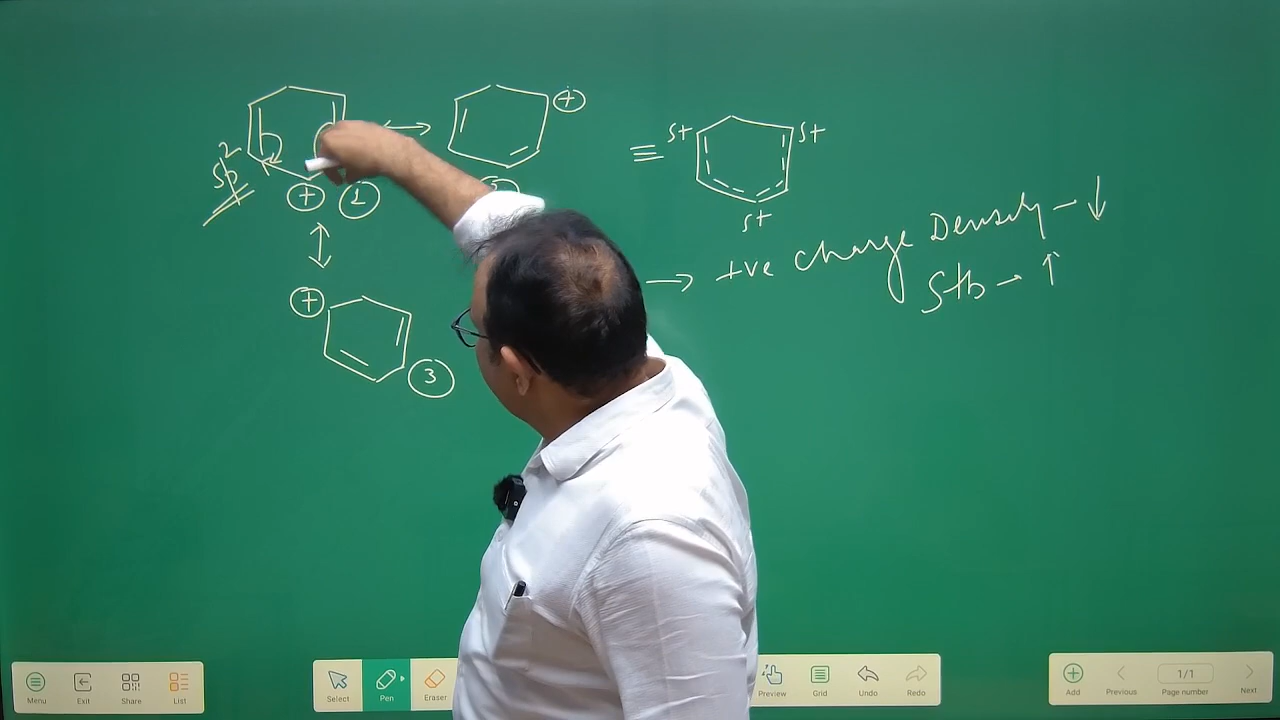 sp²
+
1
+
3
+
≡
δ+ δ+
δ+
→ +ve Charge Density - ↓
Stb - ↑
Menu Exit Share List
Select Pen Eraser
Preview Grid Undo Redo
Add Previous 1/1 Page number Next